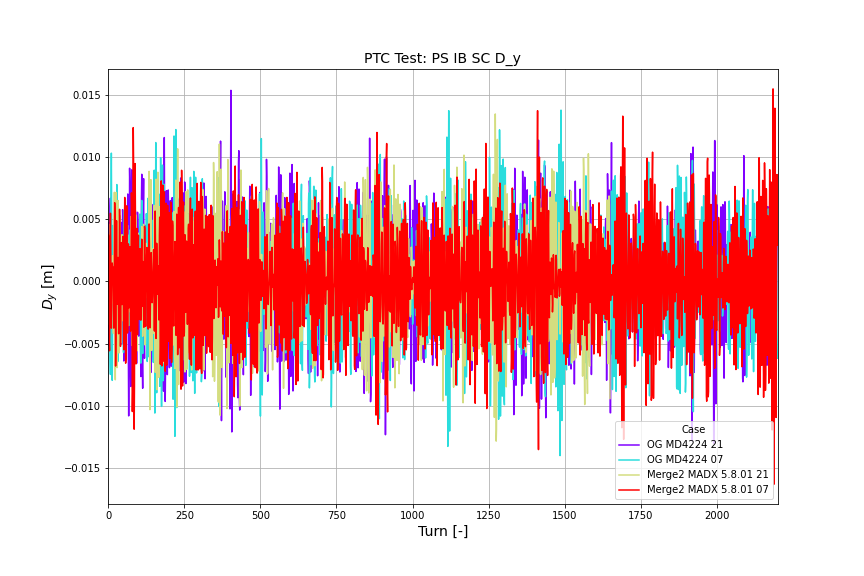 PTC Test: PS IB SC D_y
0.015
0.010
0.005
0.000
−0.005
−0.010
−0.015
D_y [m]
0 250 500 750 1000 1250 1500 1750 2000
Turn [-]
Case
OG MD4224 21
OG MD4224 07
Merge2 MADX 5.8.01 21
Merge2 MADX 5.8.01 07